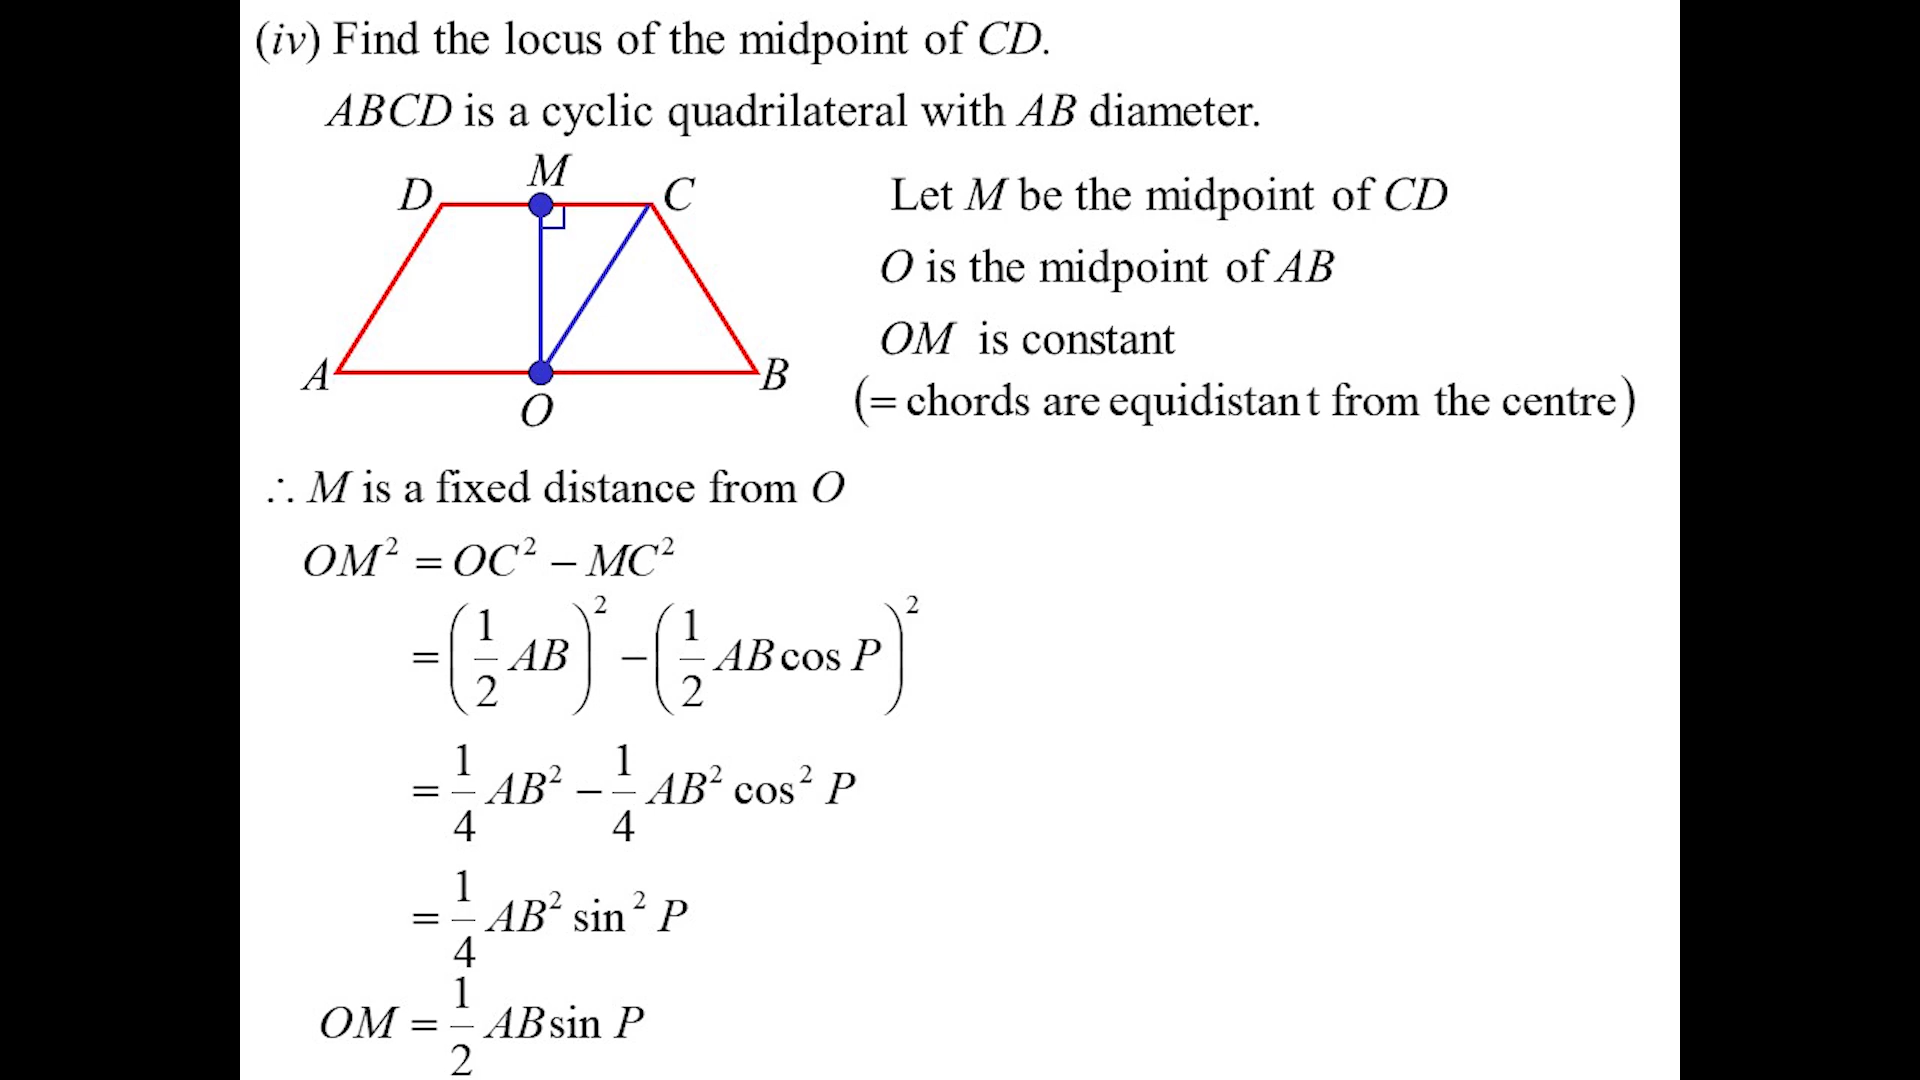 (iv) Find the locus of the midpoint of CD.
ABCD is a cyclic quadrilateral with AB diameter.
D M C
A O B
Let M be the midpoint of CD
O is the midpoint of AB
OM is constant
(= chords are equidistant from the centre)
∴ M is a fixed distance from O
OM² = OC² − MC²
= (1/2 AB)² − (1/2 AB cos P)²
= 1/4 AB² − 1/4 AB² cos² P
= 1/4 AB² sin² P
OM = 1/2 AB sin P